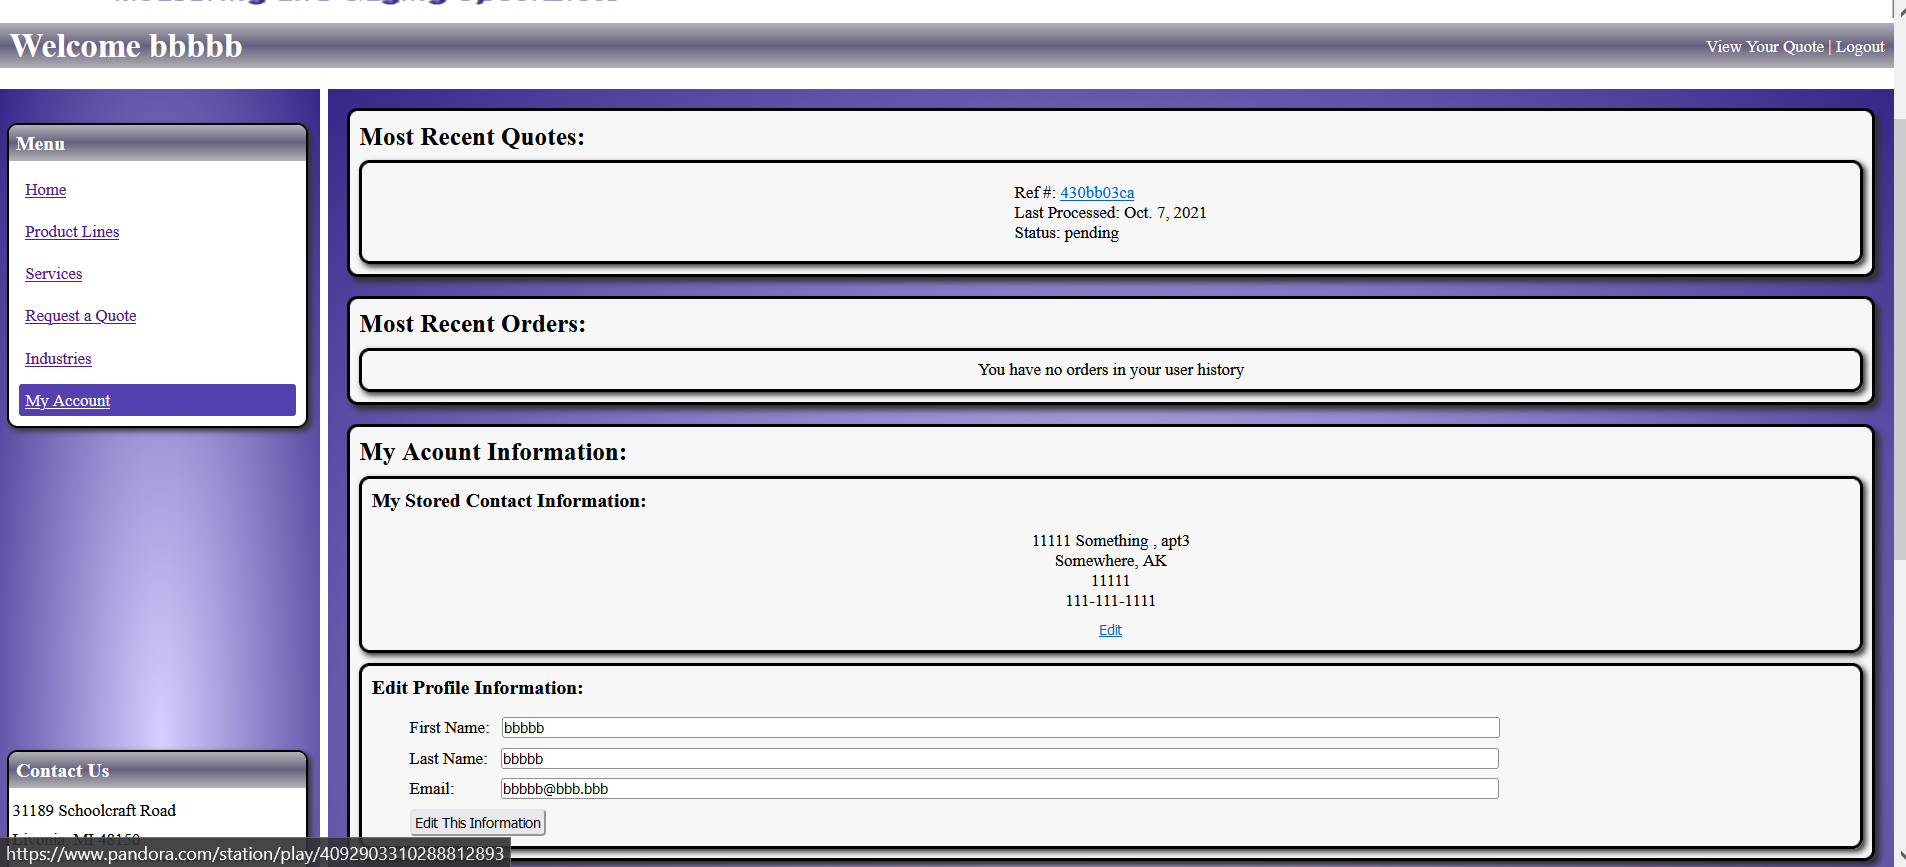 Welcome bbbbb
View Your Quote | Logout
Menu
Home
Product Lines
Services
Request a Quote
Industries
My Account
Most Recent Quotes:
Ref #: 430bb03ca
Last Processed: Oct. 7, 2021
Status: pending
Most Recent Orders:
You have no orders in your user history
My Acount Information:
My Stored Contact Information:
11111 Something , apt3
Somewhere, AK
11111
111-111-1111
Edit
Edit Profile Information:
First Name: bbbbb
Last Name: bbbbb
Email: bbbbb@bbb.bbb
Edit This Information
Contact Us
31189 Schoolcraft Road
Livonia, MI 48150
https://www.pandora.com/station/play/4092903310288812893